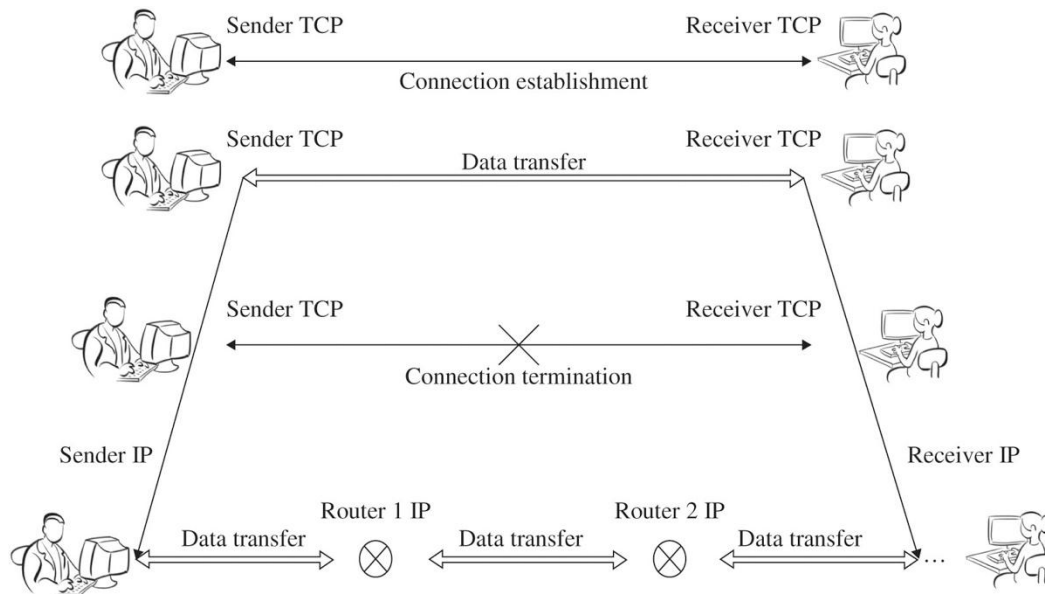 Sender TCP
Receiver TCP
Connection establishment
Sender TCP
Receiver TCP
Data transfer
Sender TCP
Receiver TCP
Connection termination
Sender IP
Receiver IP
Router 1 IP
Router 2 IP
Data transfer
Data transfer
Data transfer
...